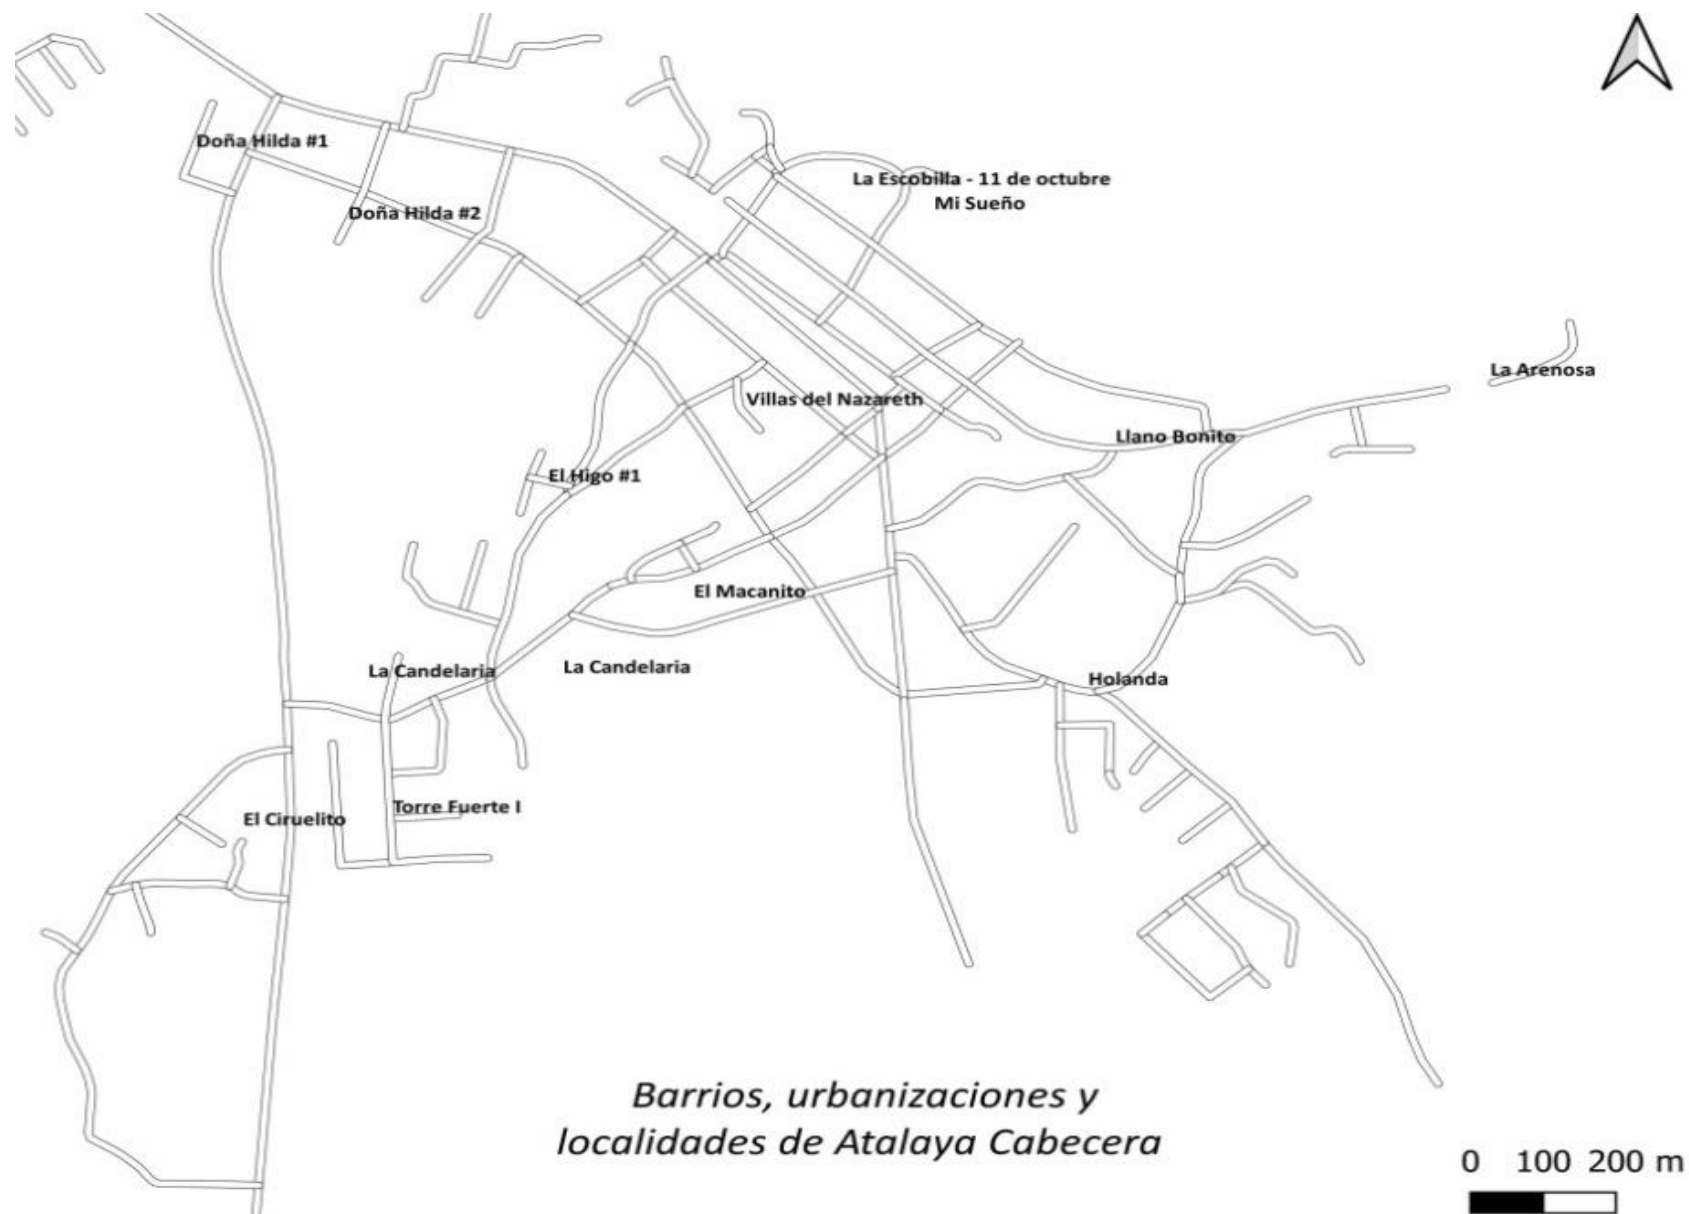 Doña Hilda #1
La Escobilla - 11 de octubre
Mi Sueño
Doña Hilda #2
La Arenosa
Villas del Nazareth
Llano Bonito
El Higo #1
El Macanito
La Candelaria
La Candelaria
Holanda
Torre Fuerte I
El Ciruelito
Barrios, urbanizaciones y
localidades de Atalaya Cabecera
0 100 200 m